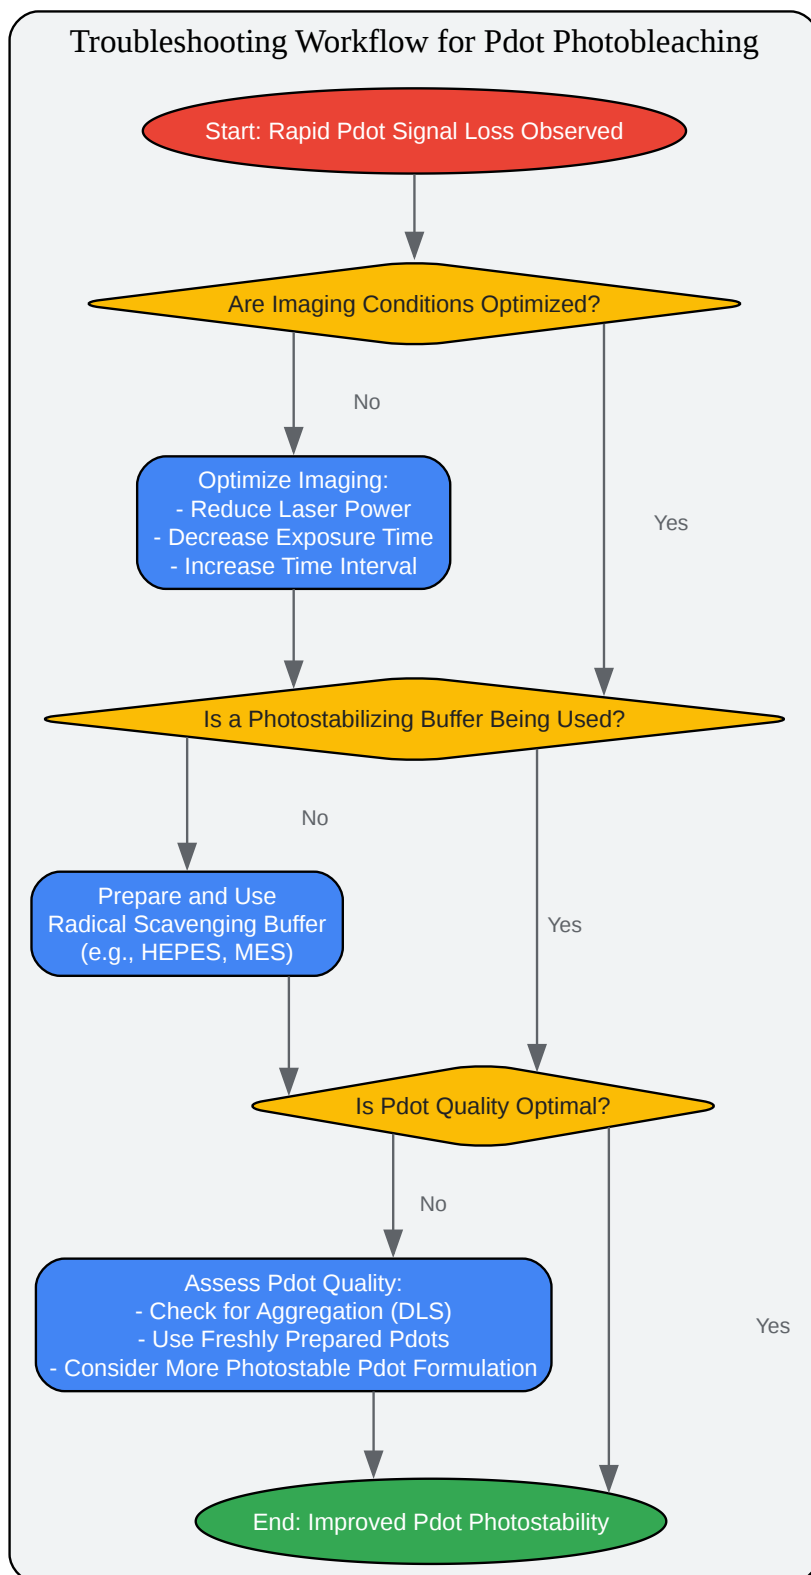 Troubleshooting Workflow for Pdot Photobleaching
Start: Rapid Pdot Signal Loss Observed
Are Imaging Conditions Optimized?
No
Optimize Imaging:
- Reduce Laser Power
- Decrease Exposure Time
- Increase Time Interval
Yes
Is a Photostabilizing Buffer Being Used?
No
Prepare and Use
Radical Scavenging Buffer
(e.g., HEPES, MES)
Yes
Is Pdot Quality Optimal?
No
Assess Pdot Quality:
- Check for Aggregation (DLS)
- Use Freshly Prepared Pdots
- Consider More Photostable Pdot Formulation
Yes
End: Improved Pdot Photostability